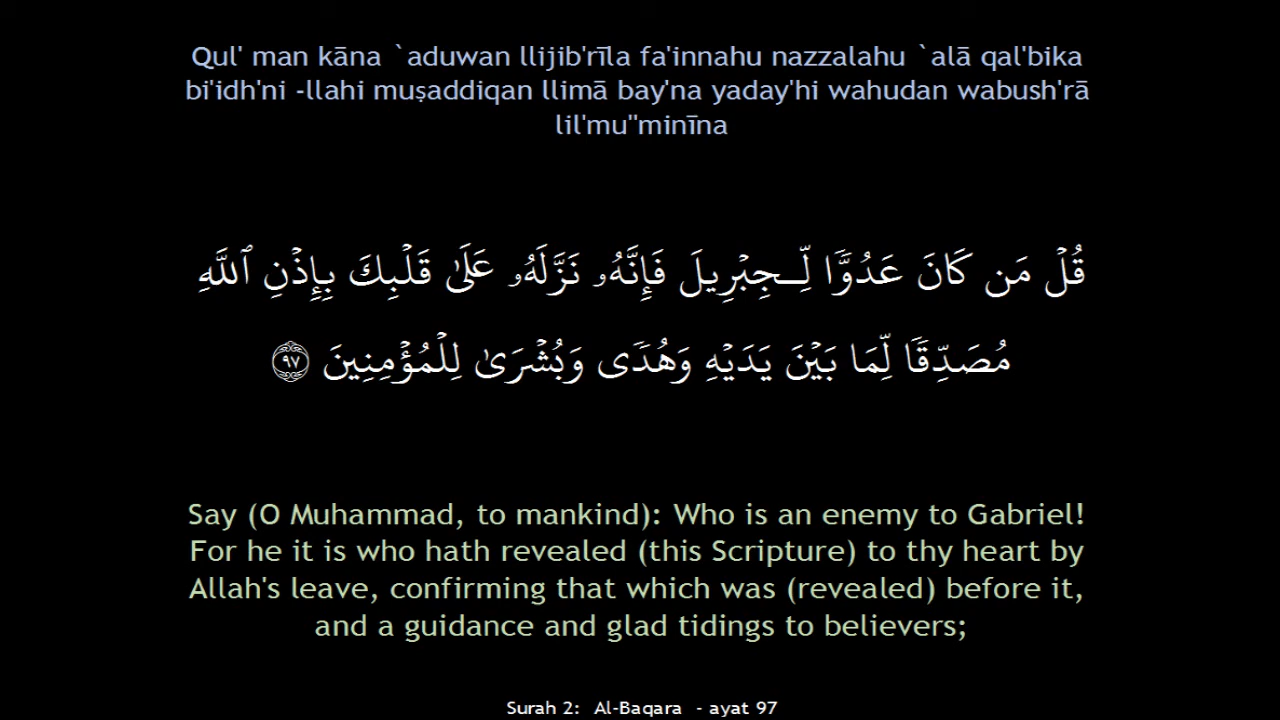 Qul' man kāna `aduwan llijib'rīla fa'innahu nazzalahu `alā qal'bika
bi'idh'ni -llahi muṣaddiqan llimā bay'na yaday'hi wahudan wabush'rā
lil'mu"minīna
قُلۡ مَن كَانَ عَدُوّٗا لِّـجِبۡرِيلَ فَإِنَّهُۥ نَزَّلَهُۥ عَلَىٰ قَلۡبِكَ بِإِذۡنِ ٱللَّهِ
مُصَدِّقٗا لِّمَا بَيۡنَ يَدَيۡهِ وَهُدٗى وَبُشۡرَىٰ لِلۡمُؤۡمِنِينَ ٩٧
Say (O Muhammad, to mankind): Who is an enemy to Gabriel!
For he it is who hath revealed (this Scripture) to thy heart by
Allah's leave, confirming that which was (revealed) before it,
and a guidance and glad tidings to believers;
Surah 2: Al-Baqara - ayat 97